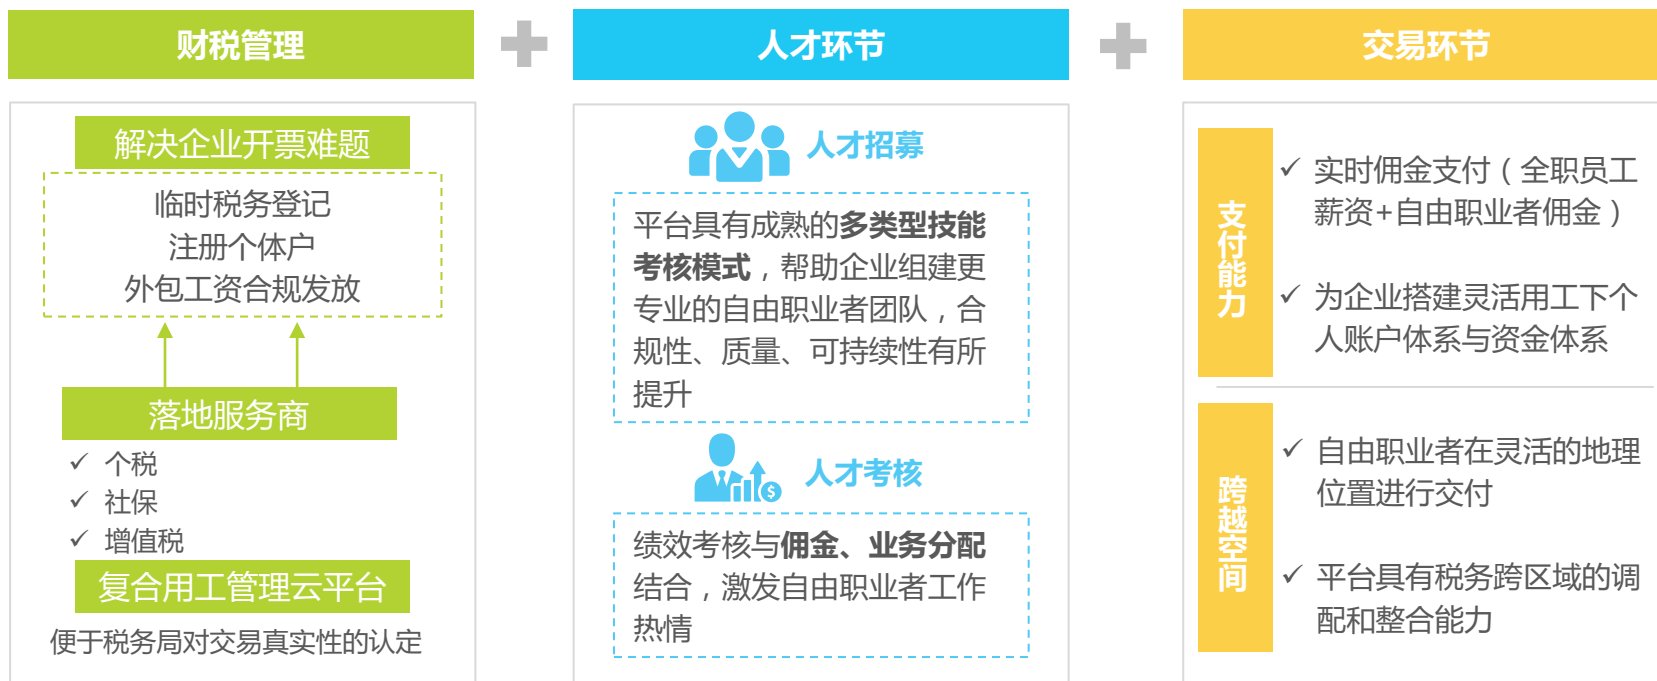 财税管理
解决企业开票难题
临时税务登记
注册个体户
外包工资合规发放
落地服务商
✓ 个税
✓ 社保
✓ 增值税
复合用工管理云平台
便于税务局对交易真实性的认定
人才环节
人才招募
平台具有成熟的多类型技能
考核模式，帮助企业组建更
专业的自由职业者团队，合
规性、质量、可持续性有所
提升
人才考核
绩效考核与佣金、业务分配
结合，激发自由职业者工作
热情
交易环节
支付能力
✓ 实时佣金支付（全职员工
薪资+自由职业者佣金）
✓ 为企业搭建灵活用工下个
人账户体系与资金体系
跨越空间
✓ 自由职业者在灵活的地理
位置进行交付
✓ 平台具有税务跨区域的调
配和整合能力